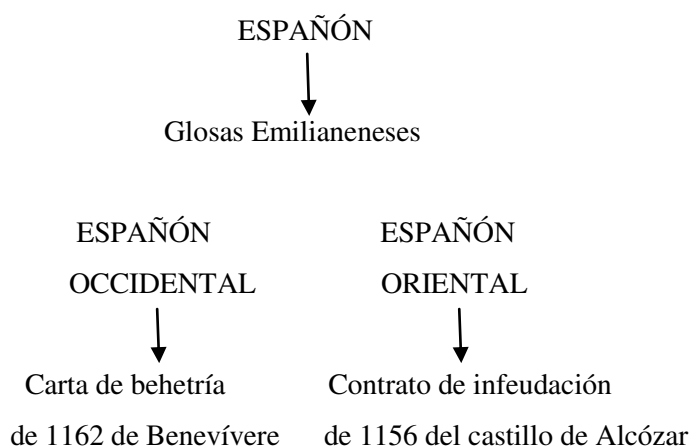 ESPAÑÓN
Glosas Emilianeneses
ESPAÑÓN
OCCIDENTAL
Carta de behetría
de 1162 de Benevívere
ESPAÑÓN
ORIENTAL
Contrato de infeudación
de 1156 del castillo de Alcózar